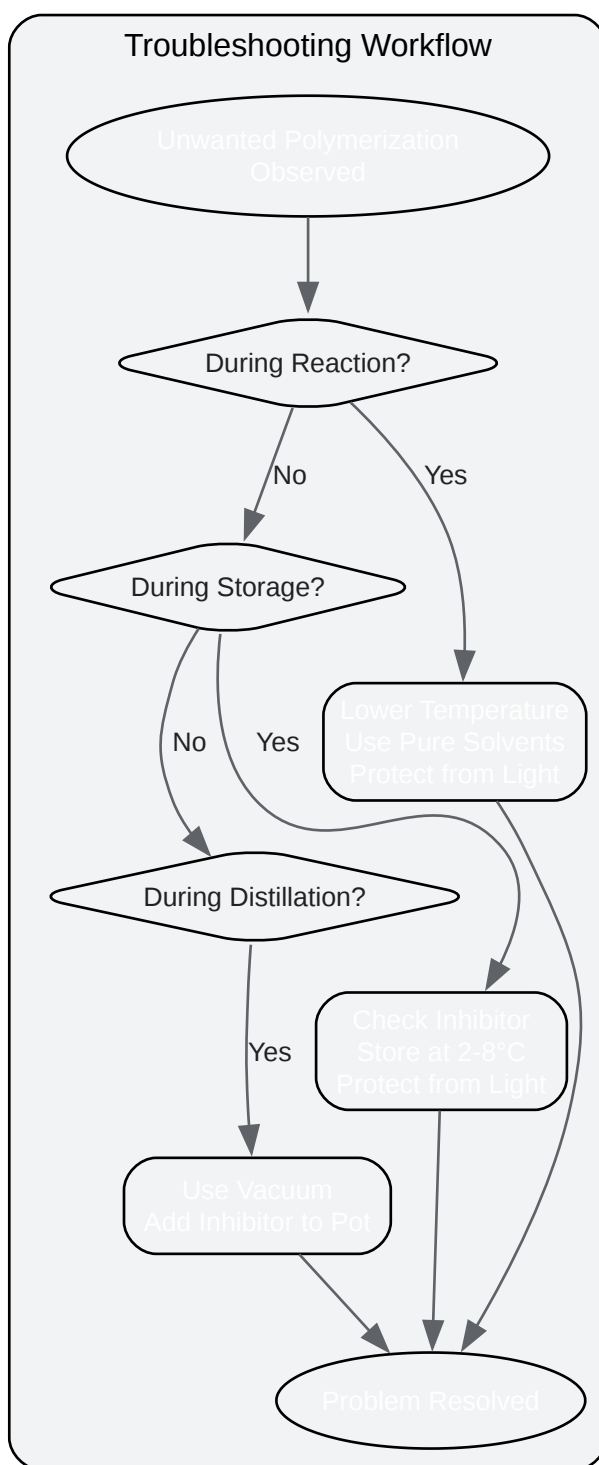 Troubleshooting Workflow
Unwanted Polymerization
Observed
During Reaction?
No
Yes
During Storage?
Lower Temperature
Use Pure Solvents
Protect from Light
No
Yes
During Distillation?
Check Inhibitor
Store at 2-8°C
Protect from Light
Yes
Use Vacuum
Add Inhibitor to Pot
Problem Resolved